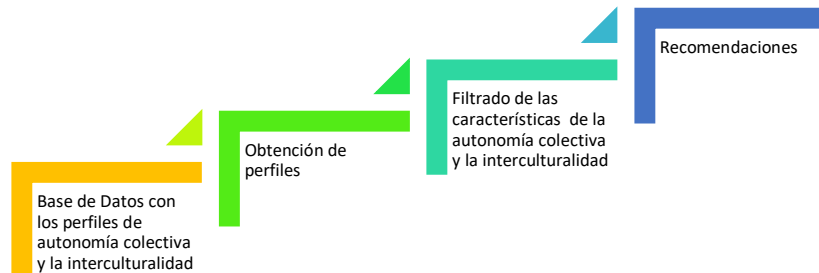 Base de Datos con
los perfiles de
autonomía colectiva
y la interculturalidad
Obtención de
perfiles
Filtrado de las
características de la
autonomía colectiva
y la interculturalidad
Recomendaciones